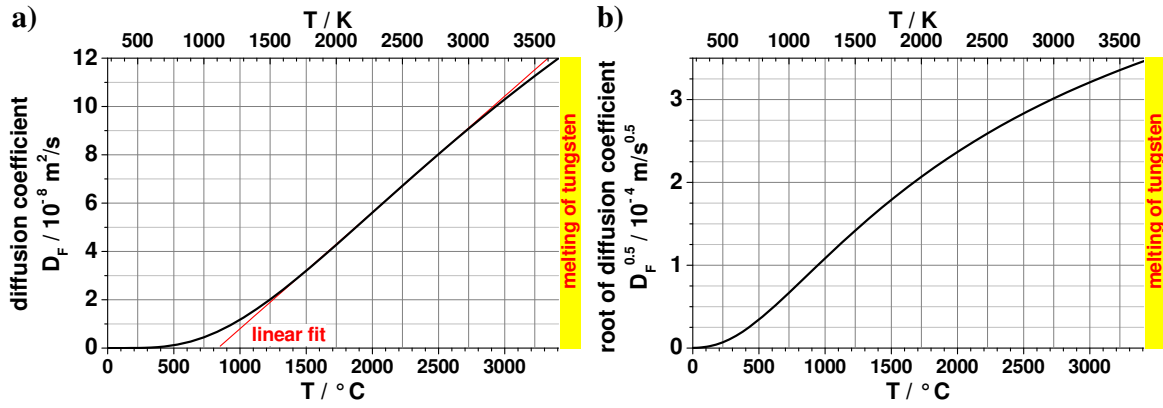 a)
T / K
500 1000 1500 2000 2500 3000 3500
12
10
8
6
4
2
0
diffusion coefficient
D_F / 10^-8 m^2/s
linear fit
melting of tungsten
0 500 1000 1500 2000 2500 3000
T / °C
b)
T / K
500 1000 1500 2000 2500 3000 3500
3
2
1
0
root of diffusion coefficient
D_F^0.5 / 10^-4 m/s^0.5
melting of tungsten
0 500 1000 1500 2000 2500 3000
T / °C